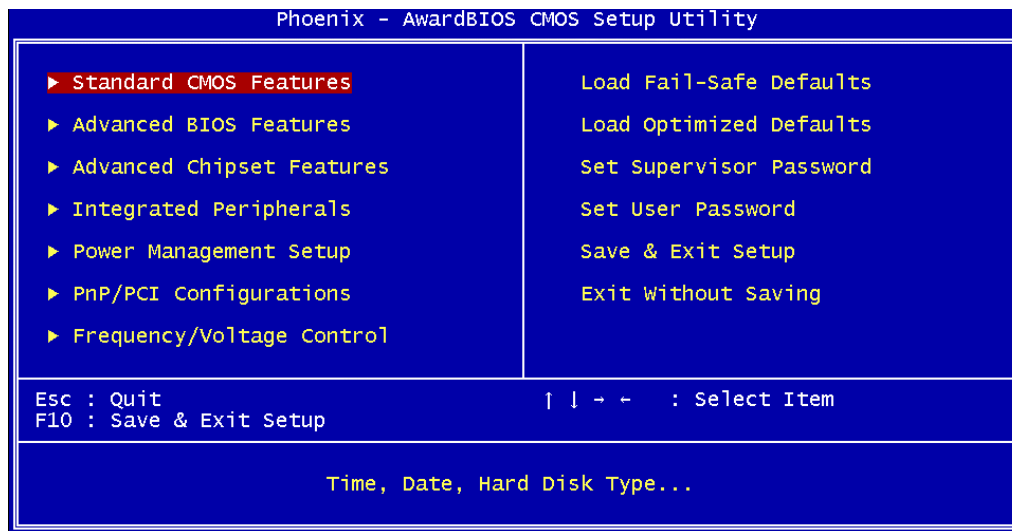 Phoenix - AwardBIOS CMOS Setup Utility
▶ Standard CMOS Features
▶ Advanced BIOS Features
▶ Advanced Chipset Features
▶ Integrated Peripherals
▶ Power Management Setup
▶ PnP/PCI Configurations
▶ Frequency/Voltage Control
Load Fail-Safe Defaults
Load Optimized Defaults
Set Supervisor Password
Set User Password
Save & Exit Setup
Exit Without Saving
Esc : Quit
F10 : Save & Exit Setup
↑ ↓ → ← : Select Item
Time, Date, Hard Disk Type...